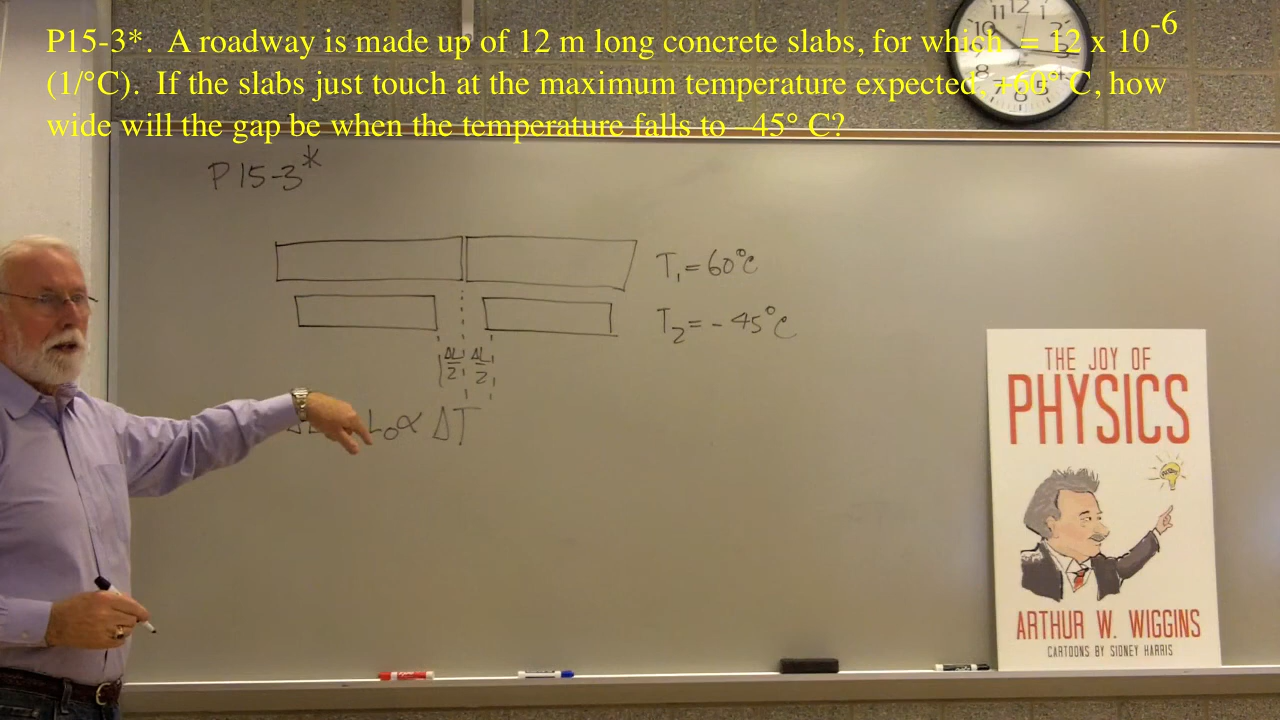 P15-3*. A roadway is made up of 12 m long concrete slabs, for which = 12 x 10-6
(1/°C). If the slabs just touch at the maximum temperature expected, +60° C, how
wide will the gap be when the temperature falls to –45° C?
P15-3*
T₁ = 60°C
T₂ = - 45°C
ΔL/2 ΔL/2
L₀ ∝ ΔT
THE JOY OF
PHYSICS
ARTHUR W. WIGGINS
CARTOONS BY SIDNEY HARRIS